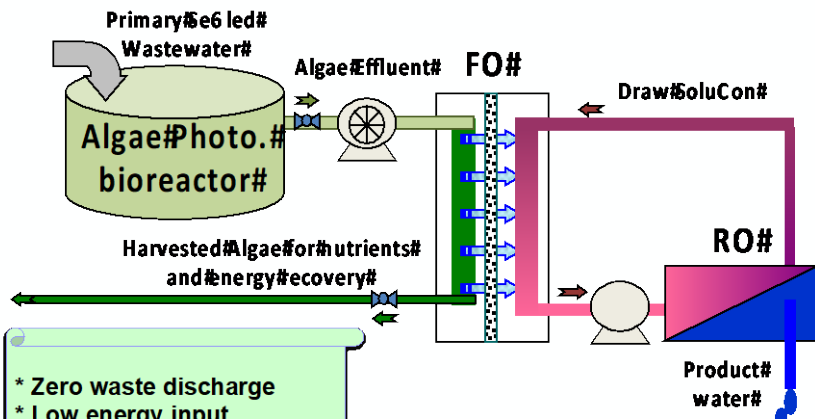 Primary#Se6 led#
Wastewater#
Algae#Effluent#
FO#
Draw#SoluCon#
Algae#Photo.#
bioreactor#
RO#
Harvested#Algae#for#nutrients#
and#energy#recovery#
* Zero waste discharge
* Low energy input
Product#
water#